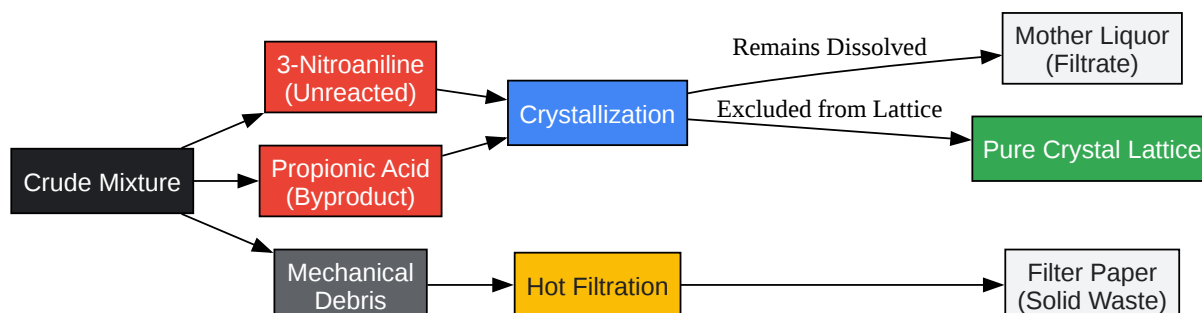 3-Nitroaniline
(Unreacted)
Remains Dissolved
Mother Liquor
(Filtrate)
Crystallization
Excluded from Lattice
Pure Crystal Lattice
Crude Mixture
Propionic Acid
(Byproduct)
Mechanical
Debris
Hot Filtration
Filter Paper
(Solid Waste)